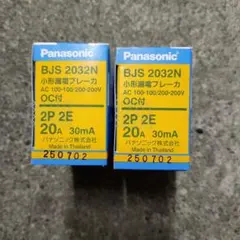 Panasonic
BJS 2032N
小形漏電ブレーカ
AC 100-100/200-200V
OC付
2P 2E
20A 30mA
パナソニック株式会社
Made in Thailand
250702
Panasonic
BJS 2032N
小形漏電ブレーカ
AC 100-100/200-200V
OC付
2P 2E
20A 30mA
パナソニック株式会社
Made in Thailand
250702